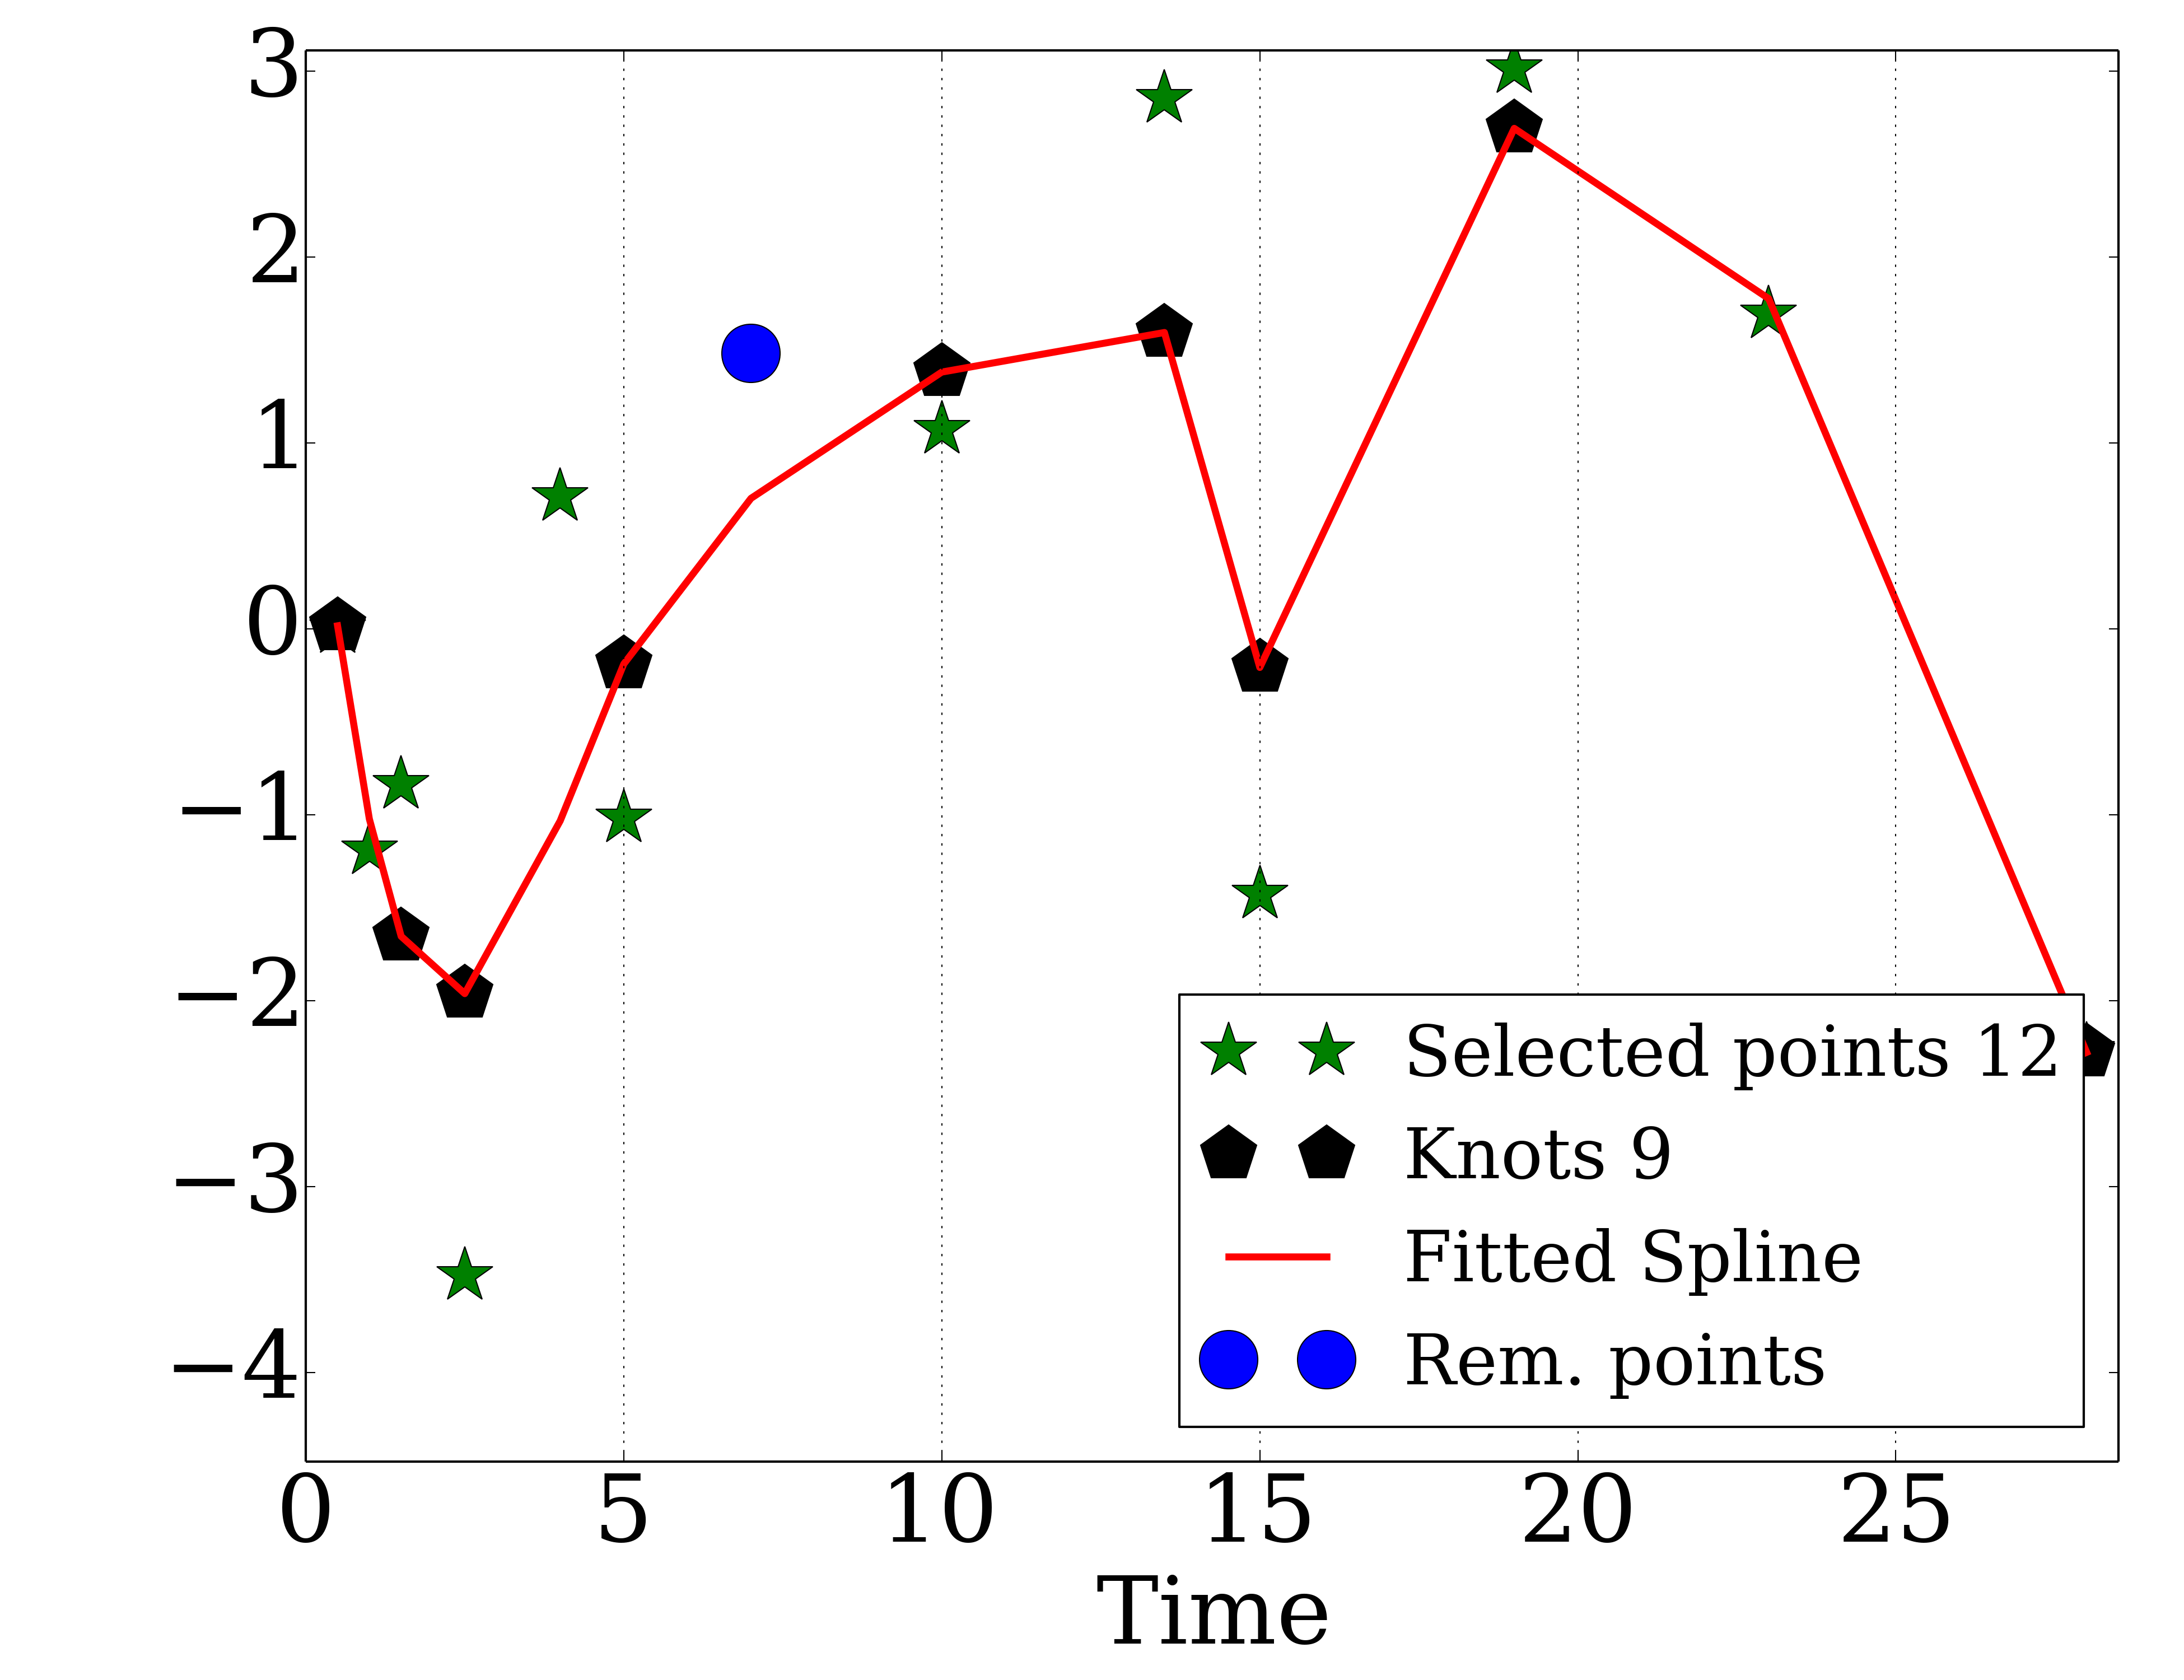 3
2
1
0
−1
−2
−3
−4
Selected points 12
Knots 9
Fitted Spline
Rem. points
0 5 10 15 20 25
Time